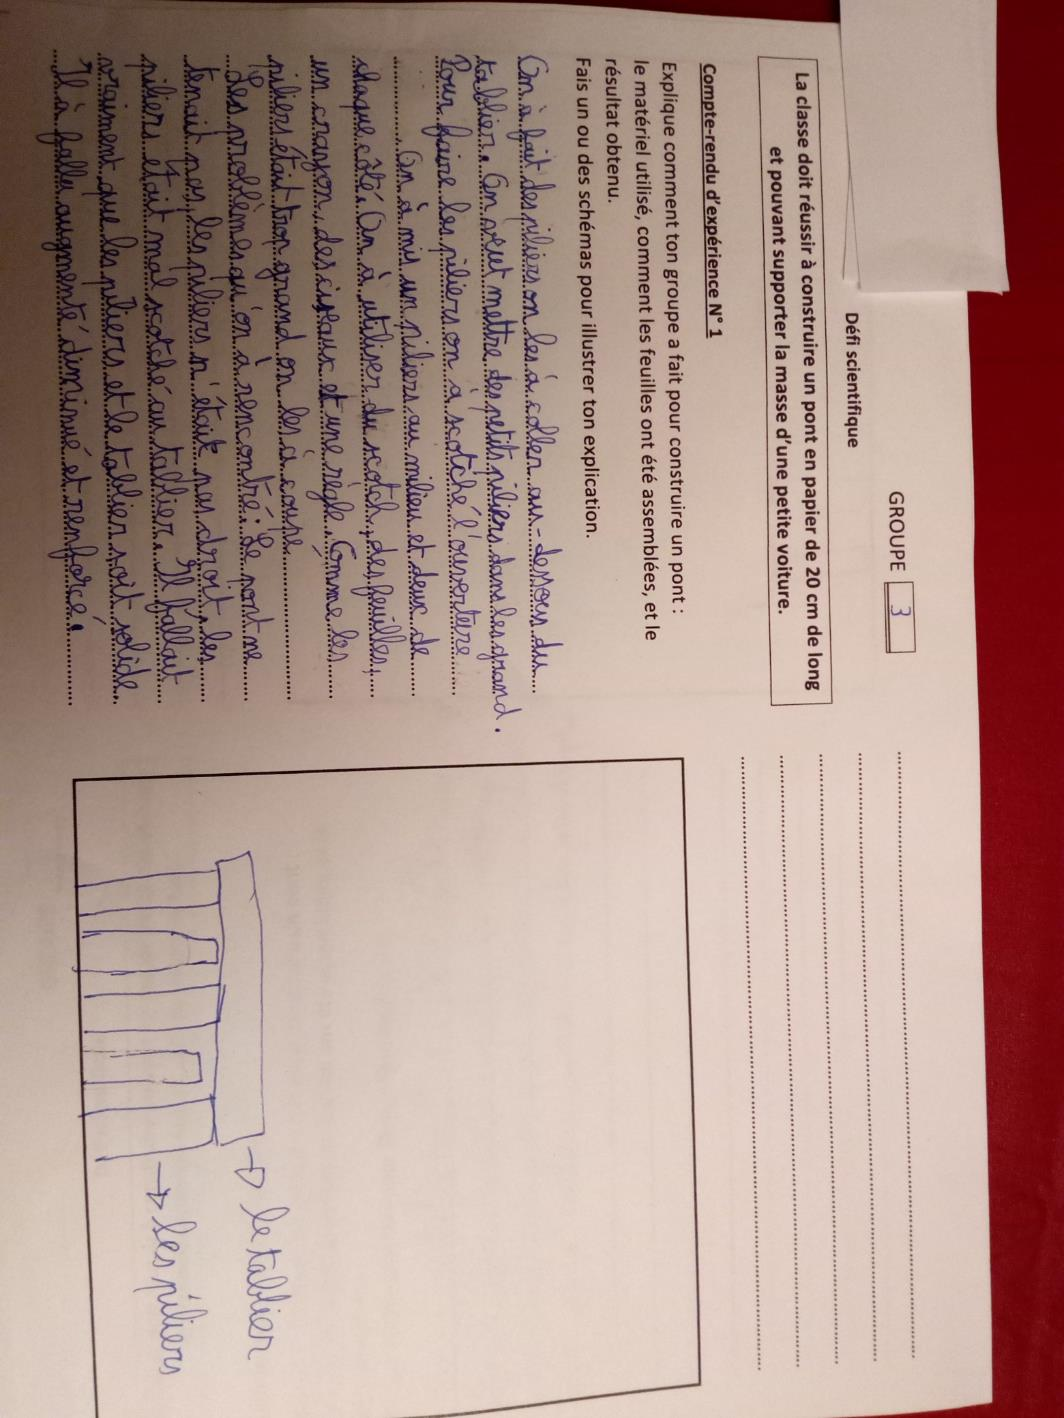 GROUPE 3
Défi scientifique
La classe doit réussir à construire un pont en papier de 20 cm de long
et pouvant supporter la masse d'une petite voiture.
Compte-rendu d'expérience N° 1
Explique comment ton groupe a fait pour construire un pont :
le matériel utilisé, comment les feuilles ont été assemblées, et le
résultat obtenu.
Fais un ou des schémas pour illustrer ton explication.
On à fait des piliers on les à coller au-dessou du
tablier. On veut mettre des petits piliers dans les grand.
Pour faire les piliers on à scotché l'ouverture
On à mis un piliers au milieu et deux de
chaque côté. On à utiliser du scotch, des feuilles,
un crayon, des ciseaux et une règle. Comme les
piliers était trop grand on les à coupé
des problèmes qu'on à rencontré : Le pont ne
tenait pas, les piliers n'était pas droit, les
piliers était mal scotché au tablier. Il fallait
vraiment que les piliers et le tablier soit solide.
Il à fallu augmenté diminué et renforcé.
le tablier
les piliers